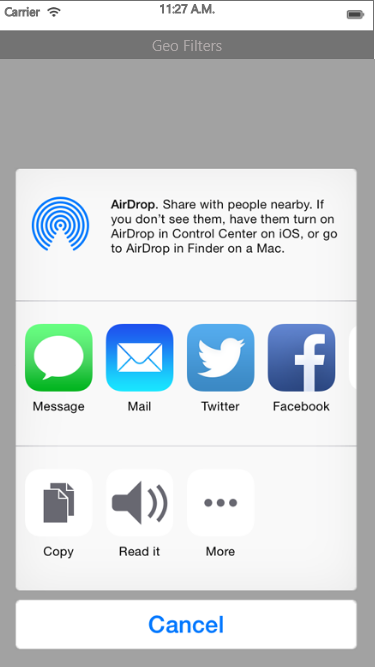 Carrier 11:27 A.M.
Geo Filters
AirDrop. Share with people nearby. If
you don't see them, have them turn on
AirDrop in Control Center on iOS, or go
to AirDrop in Finder on a Mac.
Message Mail Twitter Facebook
Copy Read it More
Cancel